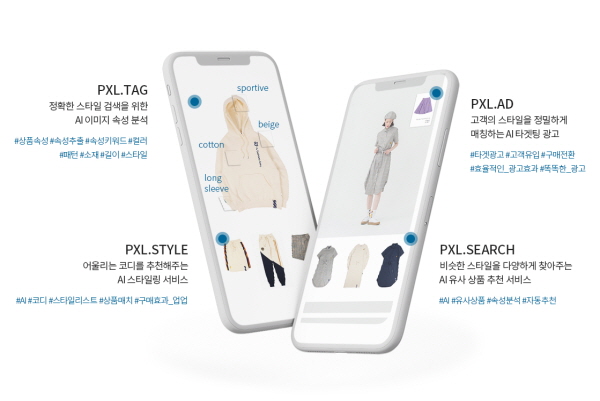 PXL.TAG
정확한 스타일 검색을 위한
AI 이미지 속성 분석
#상품속성 #속성추출 #속성키워드 #컬러
#패턴 #소재 #길이 #스타일
sportive
beige
cotton
long
sleeve
PXL.AD
고객의 스타일을 정밀하게
매칭하는 AI 타겟팅 광고
#타겟광고 #고객유입 #구매전환
#효율적인_광고효과 #똑똑한_광고
PXL.STYLE
어울리는 코디를 추천해주는
AI 스타일링 서비스
#AI #코디 #스타일리스트 #상품매치 #구매효과_업업
PXL.SEARCH
비슷한 스타일을 다양하게 찾아주는
AI 유사 상품 추천 서비스
#AI #유사상품 #속성분석 #자동추천